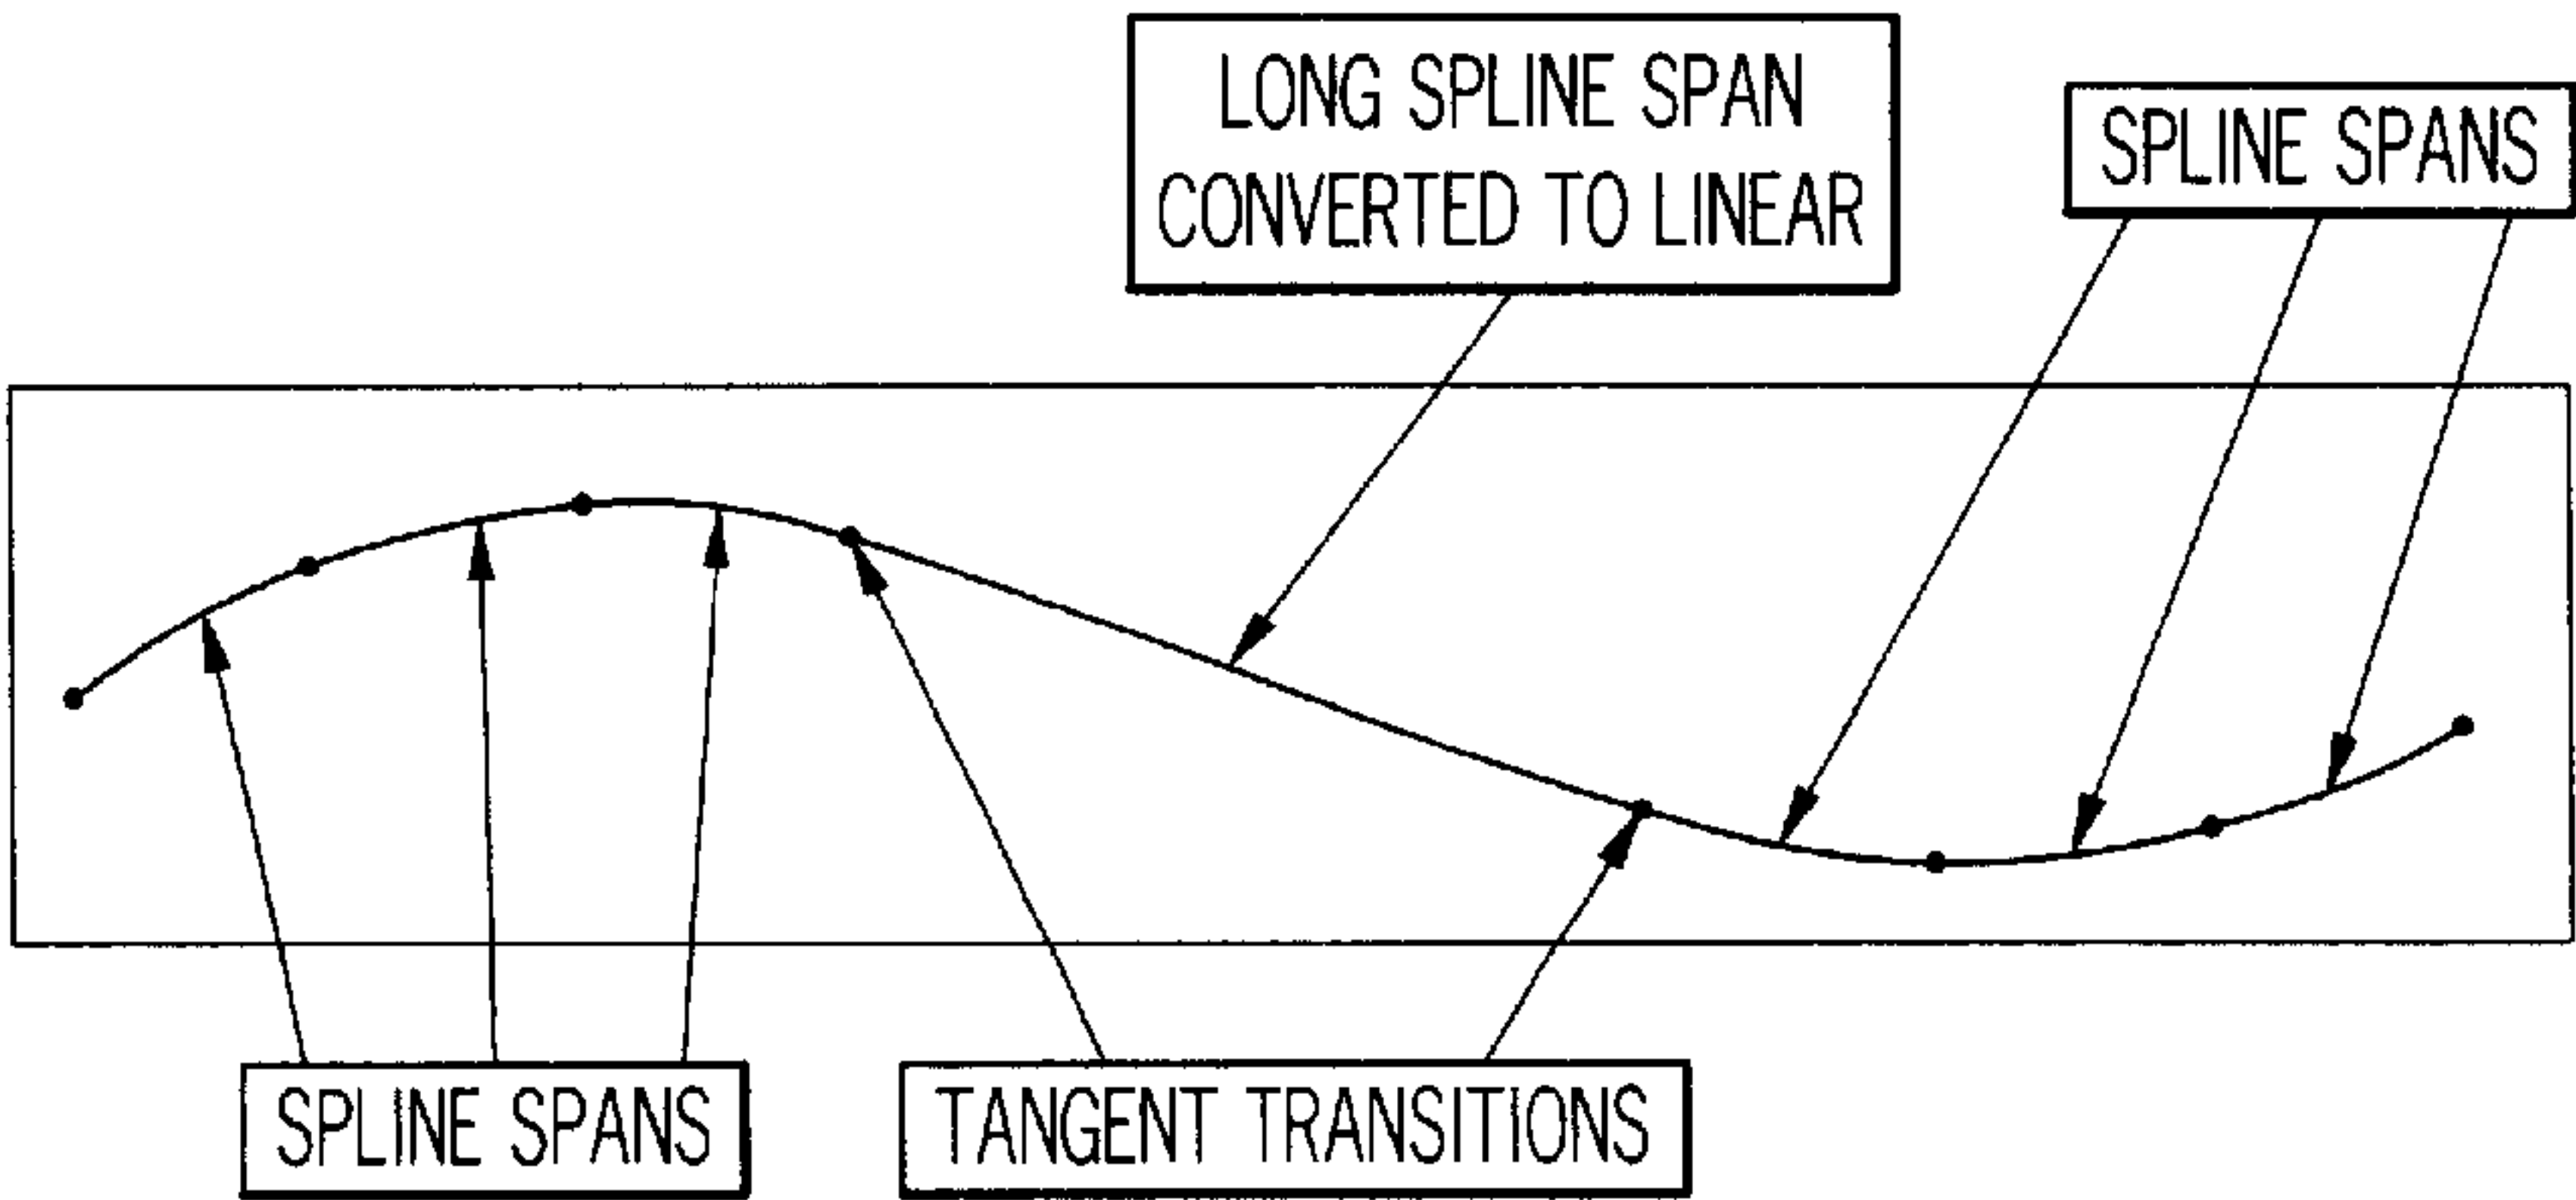 LONG SPLINE SPAN
CONVERTED TO LINEAR
SPLINE SPANS
SPLINE SPANS
TANGENT TRANSITIONS